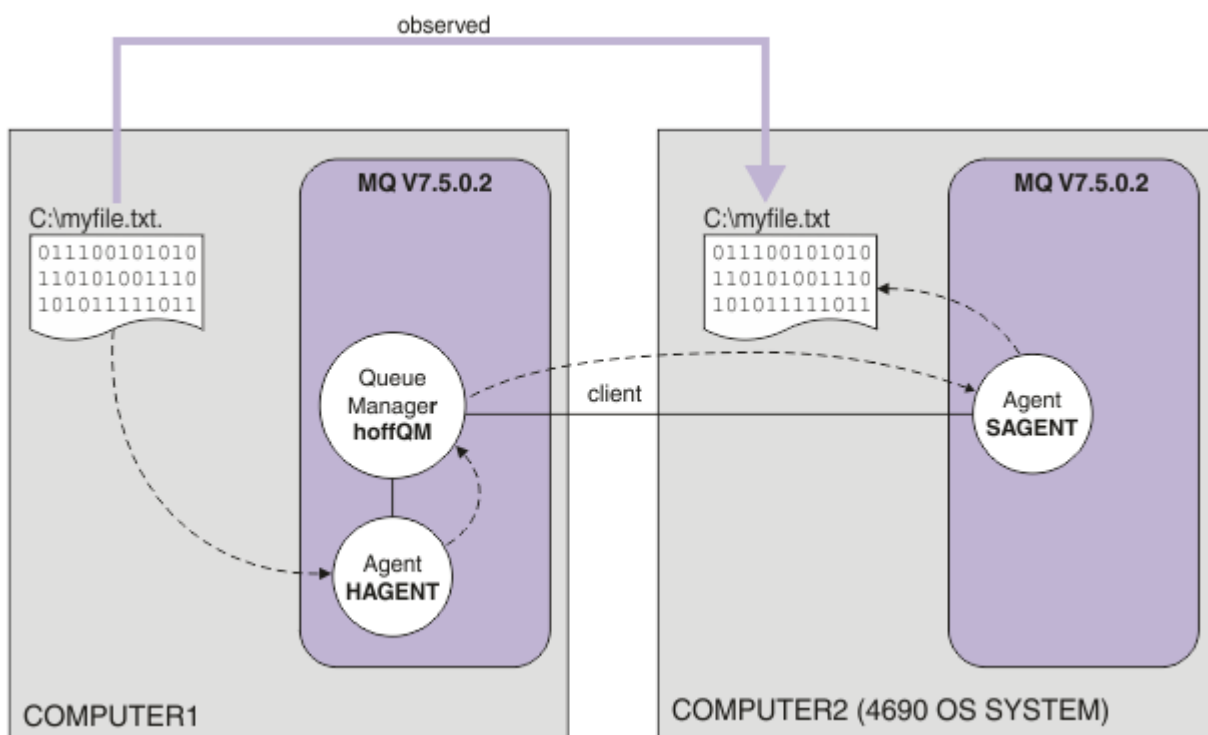 observed
MQ V7.5.0.2
C:\myfile.txt.
011100101010
110101001110
101011111011
Queue
Manager
hoffQM
Agent
HAGENT
COMPUTER1
client
MQ V7.5.0.2
C:\myfile.txt
011100101010
110101001110
101011111011
Agent
SAGENT
COMPUTER2 (4690 OS SYSTEM)